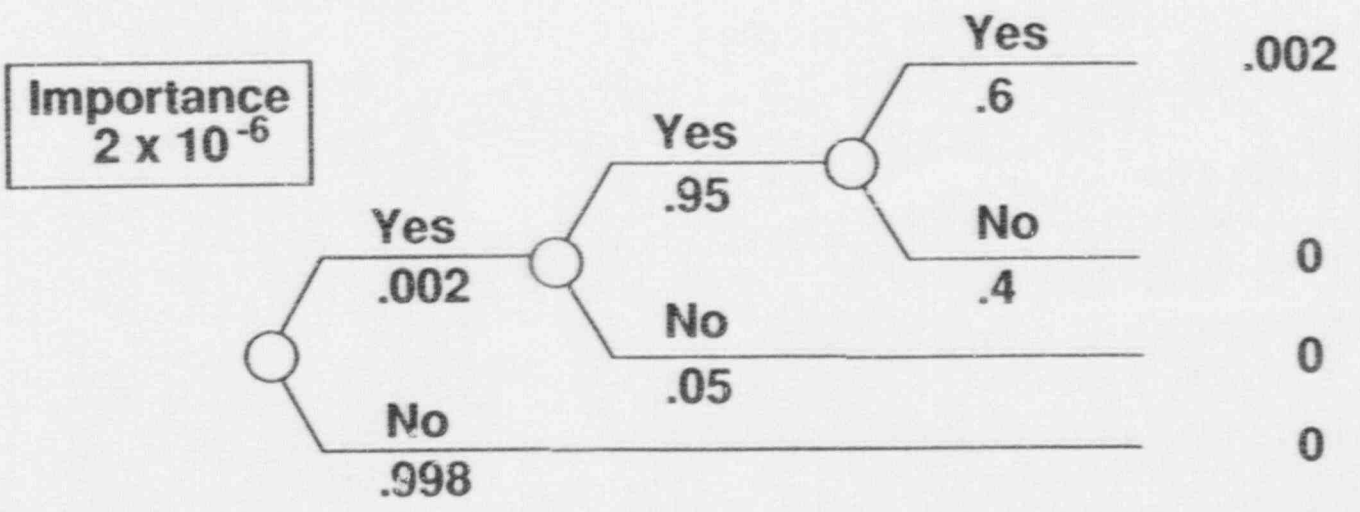 Yes .002
Importance .6
2 x 10-6
Yes
.95
Yes No
.002 0
.4
No
0
.05
No
0
.998